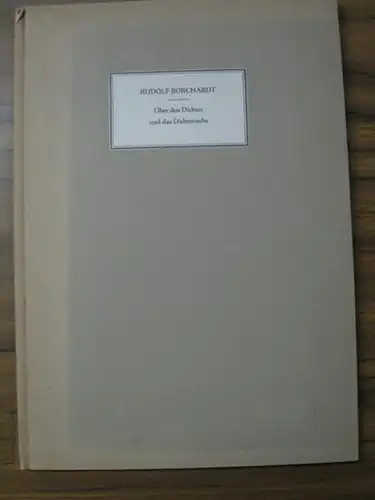 RUDOLF BORCHARDT
Über den Dichter
und das Dichterische